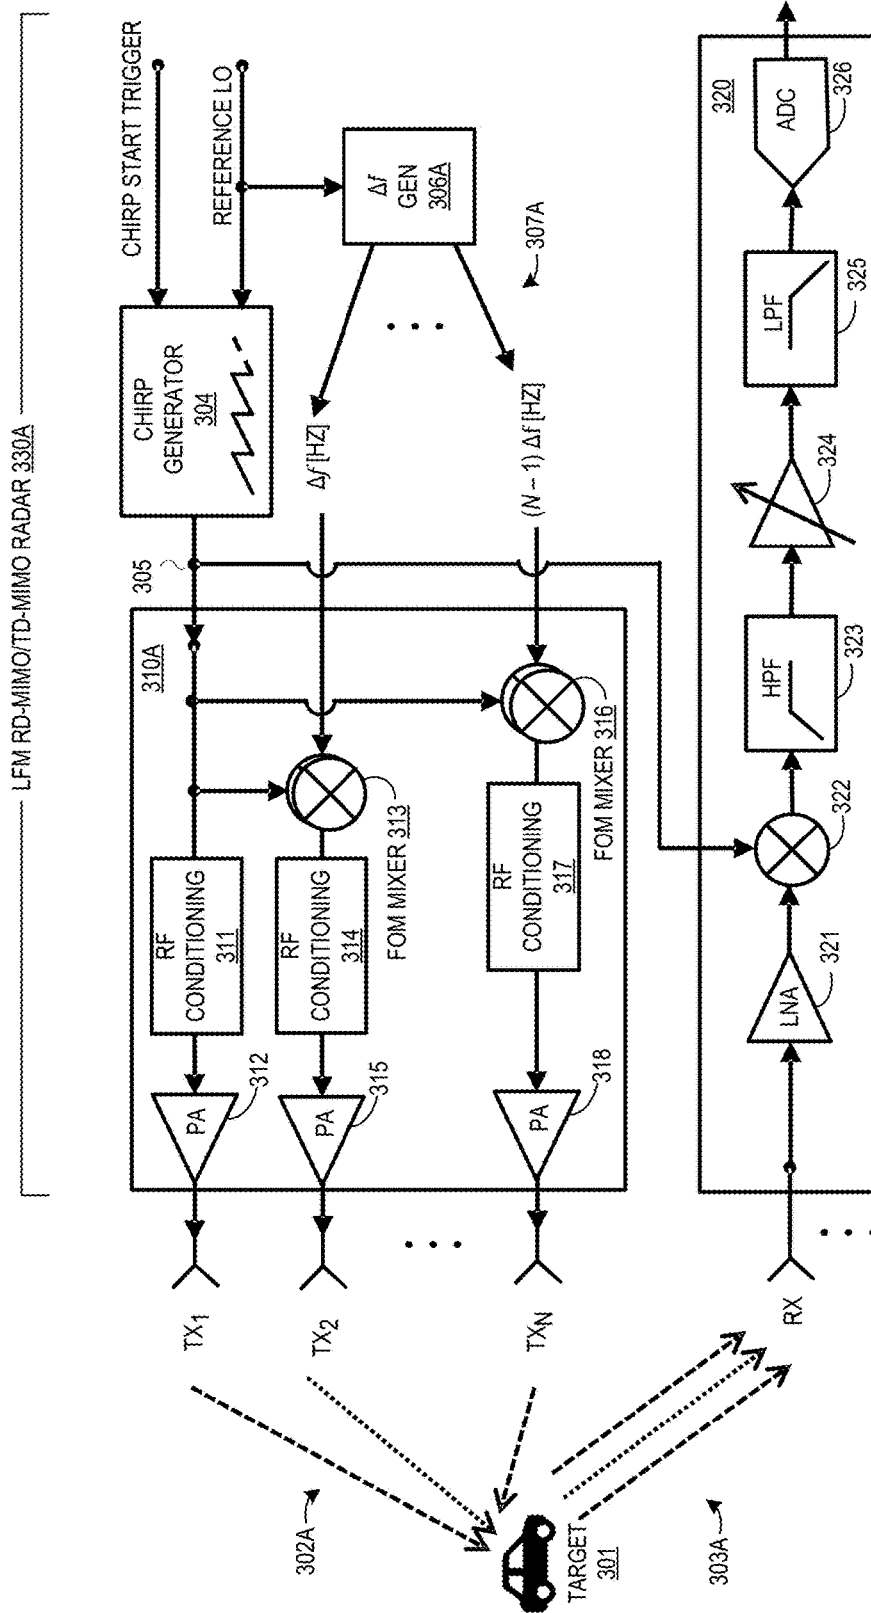 LFM RD-MIMO/TD-MIMO RADAR 330A
CHIRP START TRIGGER
REFERENCE LO
Δf
GEN
306A
307A
CHIRP
GENERATOR
304
305
Δf [HZ]
(N – 1) Δf [HZ]
310A
FOM MIXER 313
FOM MIXER 316
RF
CONDITIONING
311
RF
CONDITIONING
314
RF
CONDITIONING
317
PA
312
PA
315
PA
318
TX1
TX2
TXN
302A
TARGET
301
303A
RX
LNA
321
322
HPF
323
324
LPF
325
ADC
326
320